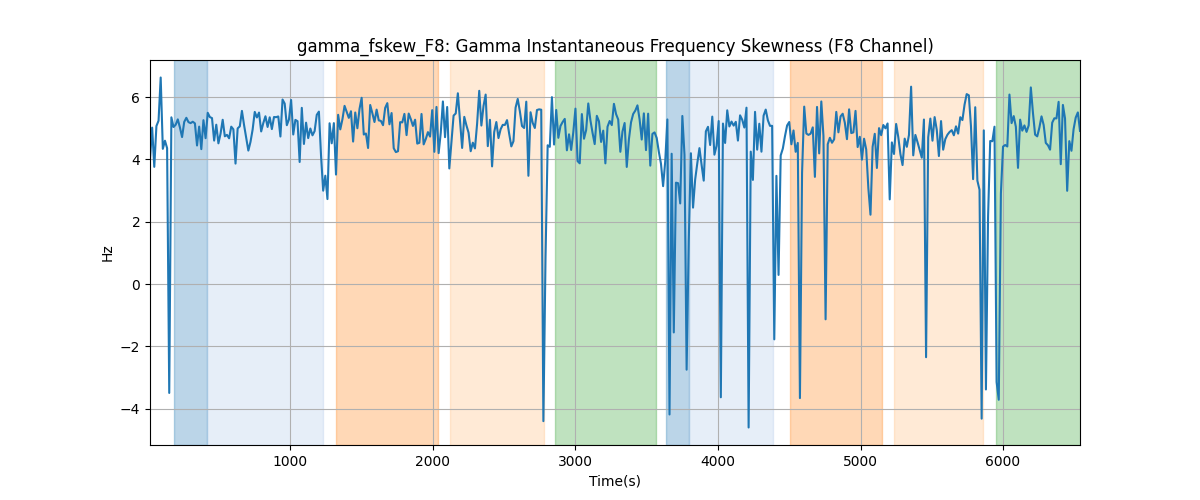 gamma_fskew_F8: Gamma Instantaneous Frequency Skewness (F8 Channel)
Hz
6
4
2
0
−2
−4
1000 2000 3000 4000 5000 6000
Time(s)